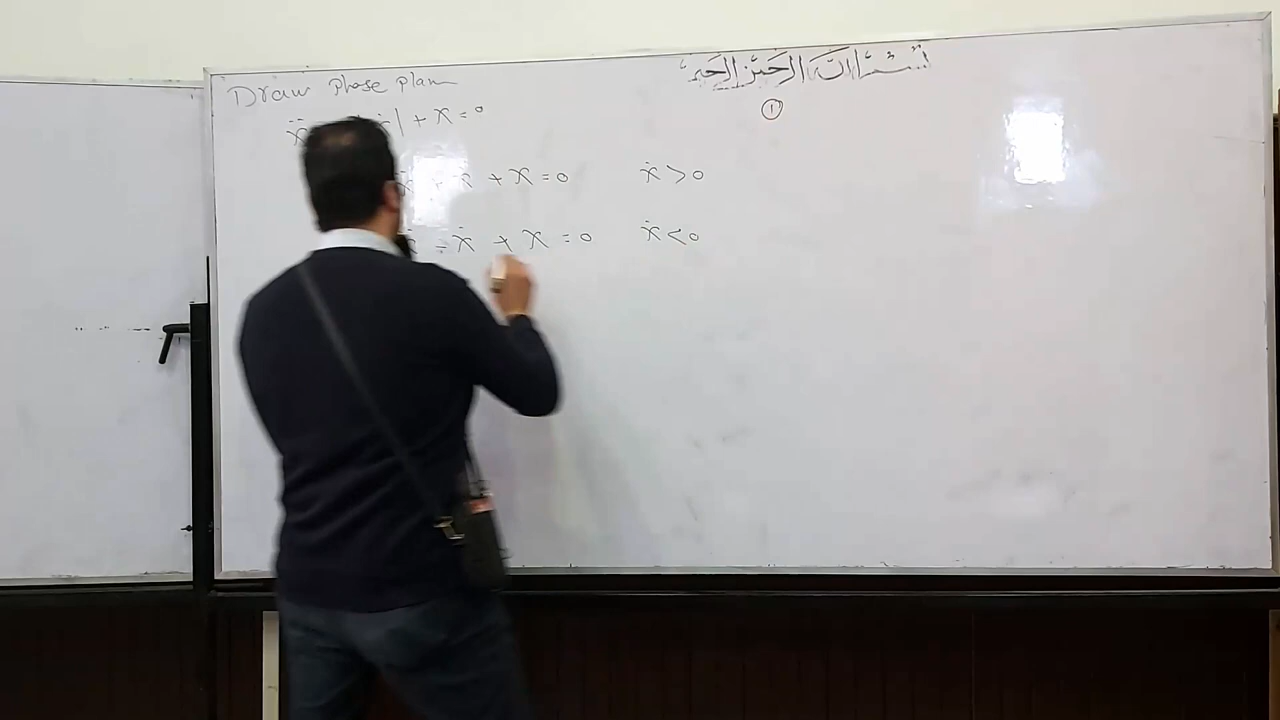 Draw phase plan
ẍ ẋ| + x = 0
ẋ + x = 0 ẋ > 0
- ẋ + x = 0 ẋ < 0
بسم الله الرحمن الرحيم
1